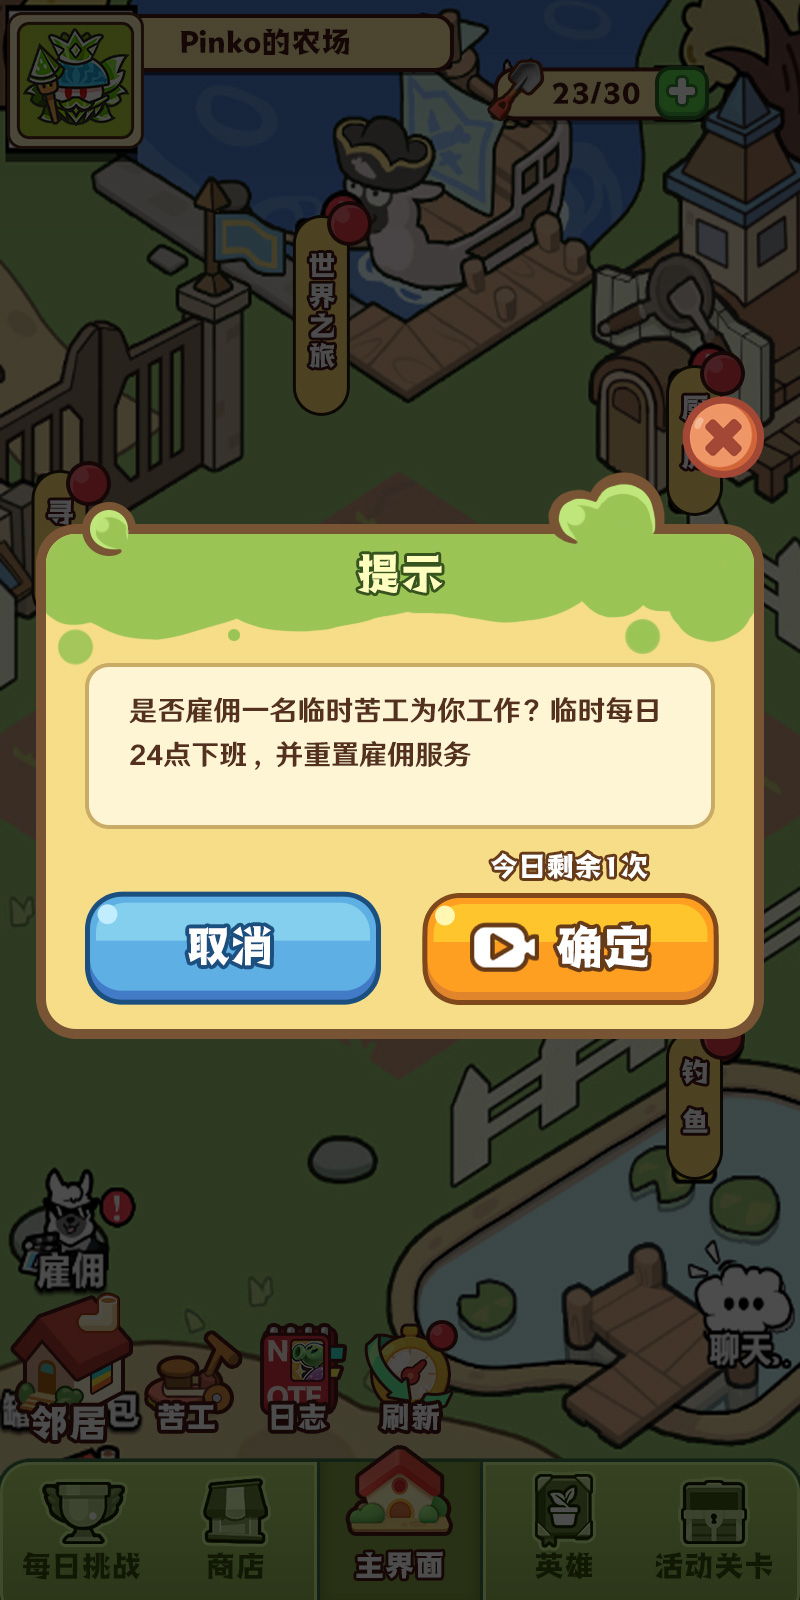 Pinko的农场
23/30
世界之旅
寻
提示
是否雇佣一名临时苦工为你工作？临时每日
24点下班，并重置雇佣服务
今日剩余1次
取消
确定
钓鱼
雇佣
聊天
NOTE
邻居
包
苦工
日志
刷新
每日挑战
商店
主界面
英雄
活动关卡